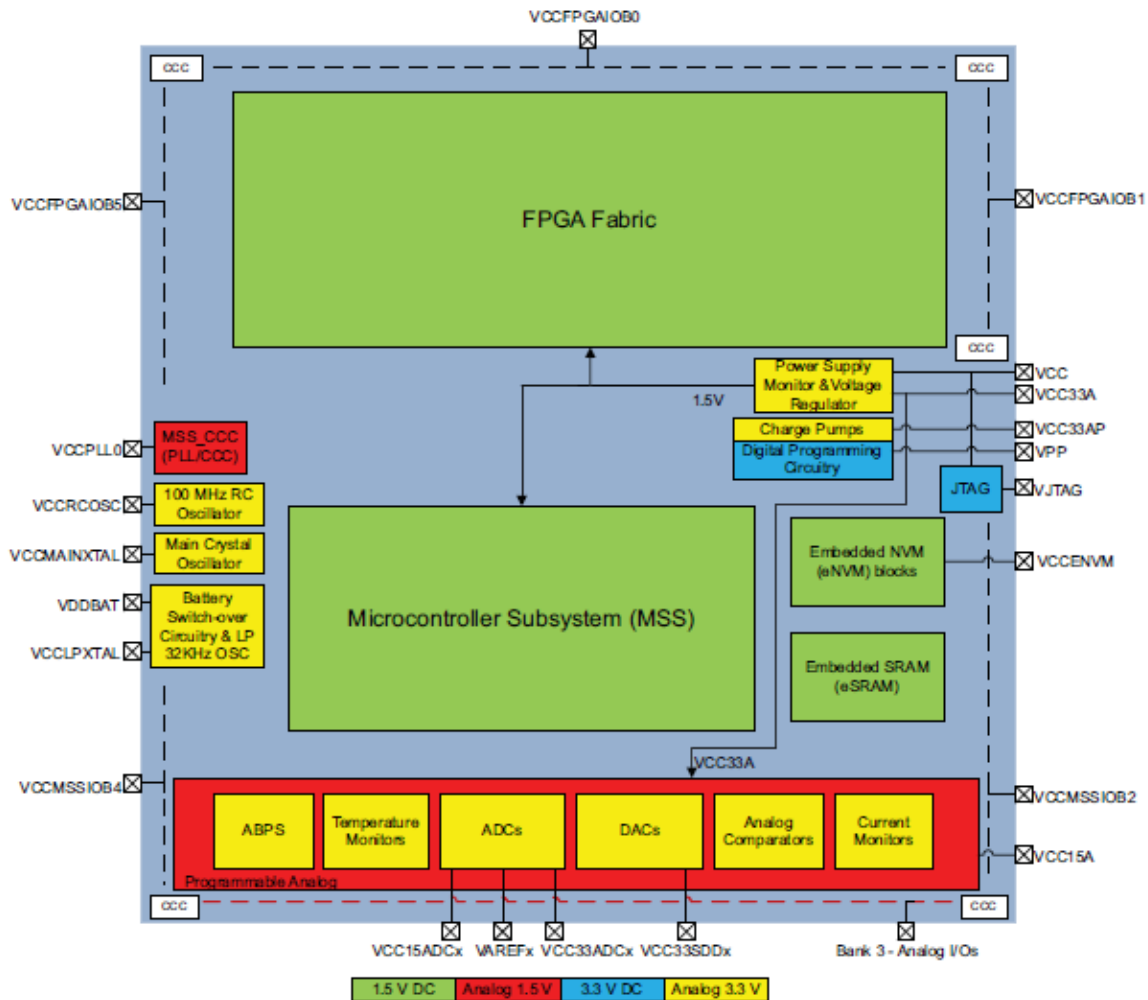 VCCFPGAIOB0
CCC
CCC
VCCFPGAIOB5
FPGA Fabric
VCCFPGAIOB1
CCC
Power Supply
Monitor & Voltage
Regulator
1.5V
VCC
VCC33A
Charge Pumps
VCC33AP
Digital Programming
Circuitry
VPP
MSS_CCC
(PLL/CCC)
VCCPLL0
JTAG
VJTAG
100 MHz RC
Oscillator
VCCRCOSC
Main Crystal
Oscillator
VCCMAINXTAL
Embedded NVM
(eNVM) blocks
VCCENVM
Battery
Switch-over
Circuitry & LP
32KHz OSC
VDDBAT
VCCLPXTAL
Microcontroller Subsystem (MSS)
Embedded SRAM
(eSRAM)
VCC33A
VCCMSSIOB4
VCCMSSIOB2
ABPS
Temperature
Monitors
ADCs
DACs
Analog
Comparators
Current
Monitors
VCC15A
Programmable Analog
CCC
CCC
VCC15ADCx
VAREFx
VCC33ADCx
VCC33SDDx
Bank 3 - Analog I/Os
1.5 V DC
Analog 1.5 V
3.3 V DC
Analog 3.3 V